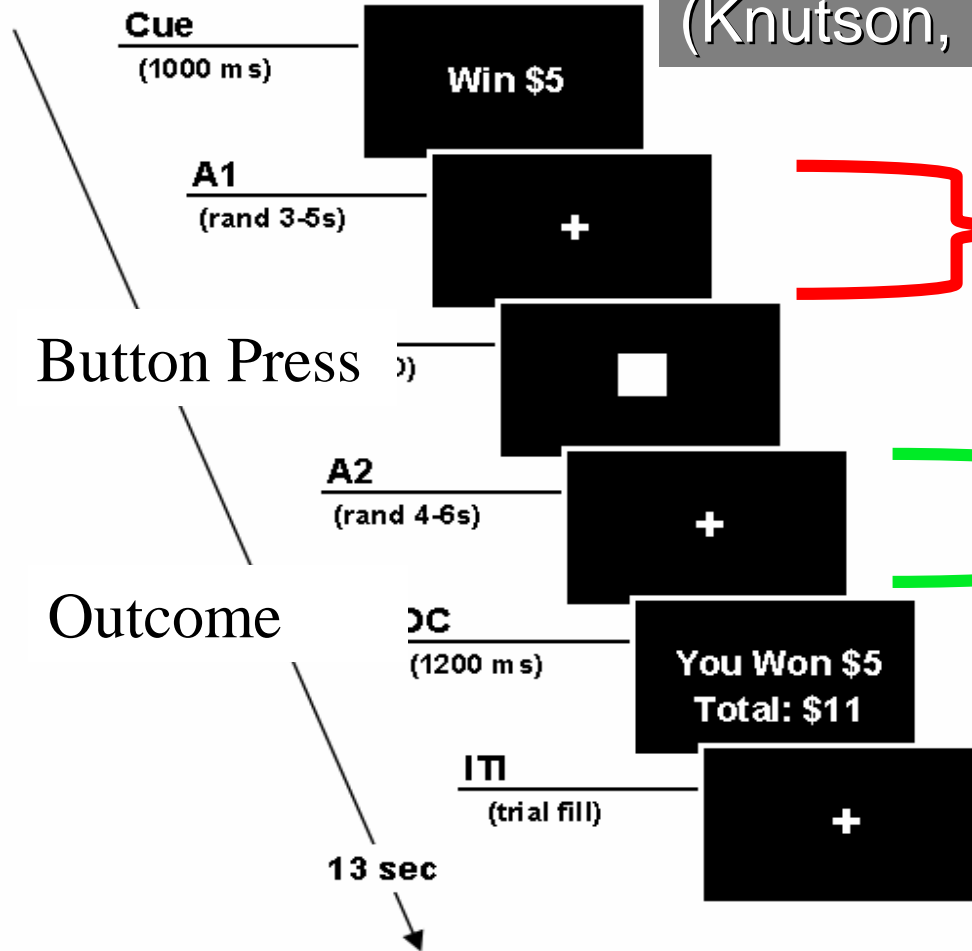 (Knutson,
Cue
(1000 ms)
Win $5
A1
(rand 3-5s)
+
Button Press
)
A2
(rand 4-6s)
+
Outcome
OC
(1200 ms)
You Won $5
Total: $11
ITI
(trial fill)
+
13 sec